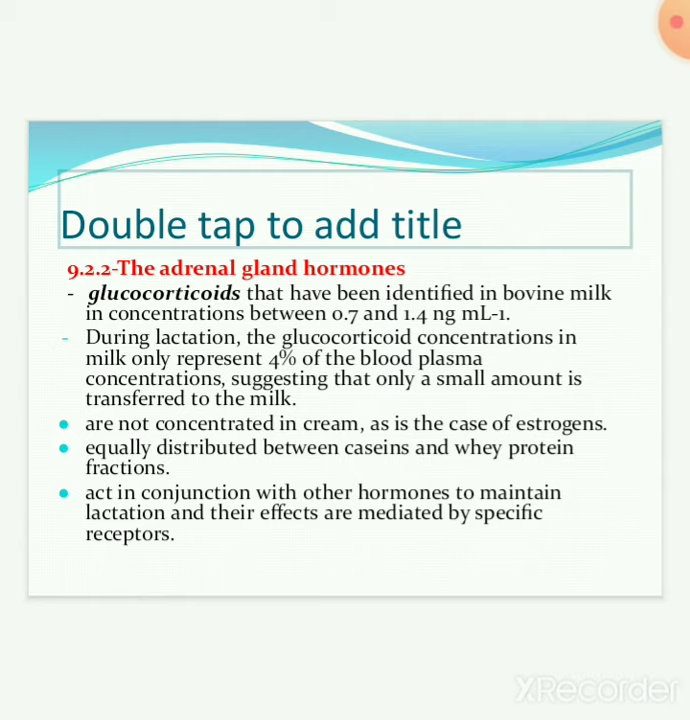 Double tap to add title
9.2.2-The adrenal gland hormones
- glucocorticoids that have been identified in bovine milk
in concentrations between 0.7 and 1.4 ng mL-1.
- During lactation, the glucocorticoid concentrations in
milk only represent 4% of the blood plasma
concentrations, suggesting that only a small amount is
transferred to the milk.
● are not concentrated in cream, as is the case of estrogens.
● equally distributed between caseins and whey protein
fractions.
● act in conjunction with other hormones to maintain
lactation and their effects are mediated by specific
receptors.
XRecorder